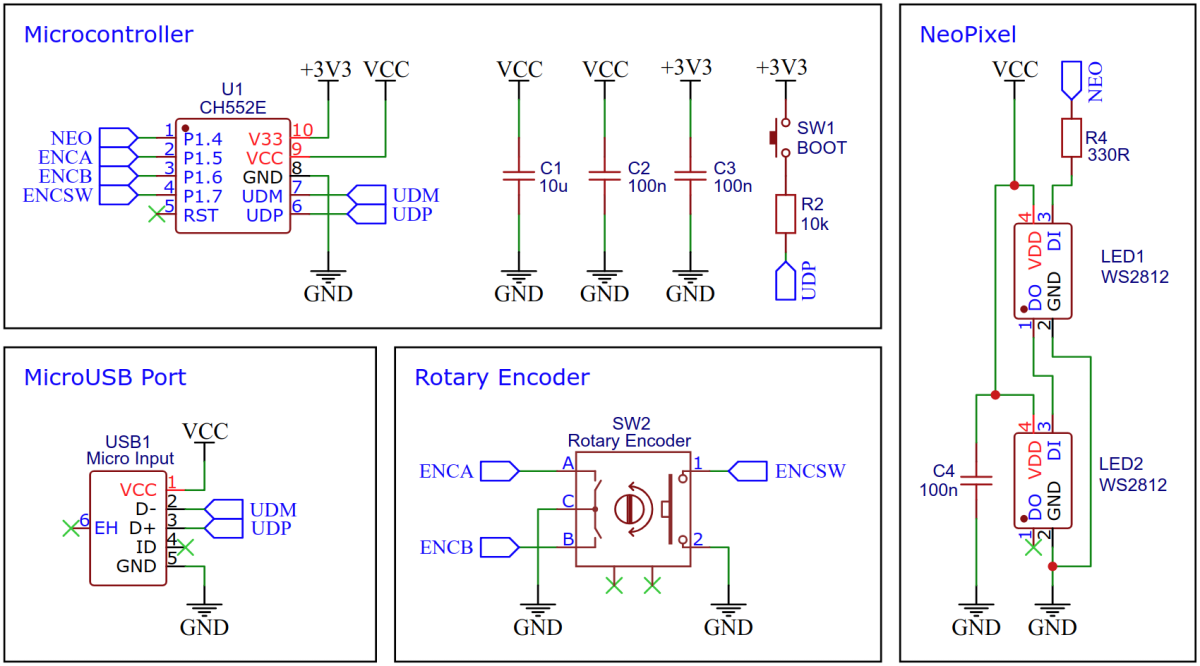 Microcontroller
+3V3 VCC
U1
CH552E
NEO 1 P1.4 V33 10
ENCA 2 P1.5 VCC 9
ENCB 3 P1.6 GND 8
ENCSW 4 P1.7 UDM 7 UDM
5 RST UDP 6 UDP
GND
VCC VCC +3V3 +3V3
C1
10u
C2
100n
C3
100n
SW1
BOOT
R2
10k
UDP
GND GND GND
MicroUSB Port
USB1
Micro Input
VCC
VCC 1
D- 2 UDM
6 EH D+ 3 UDP
ID 4
GND 5
GND
Rotary Encoder
SW2
Rotary Encoder
ENCA A 1 ENCSW
C
ENCB B 2
GND GND
NeoPixel
VCC NEO
R4
330R
4 3
VDD DI
DO GND
1 2
LED1
WS2812
4 3
VDD DI
DO GND
1 2
LED2
WS2812
C4
100n
GND GND